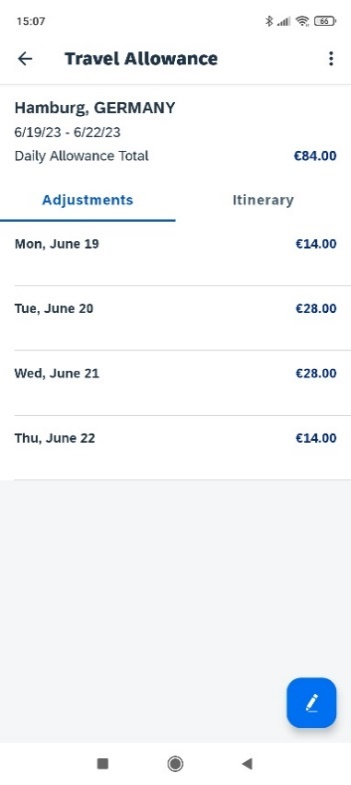 15:07
66
Travel Allowance
Hamburg, GERMANY
6/19/23 - 6/22/23
Daily Allowance Total €84.00
Adjustments Itinerary
Mon, June 19 €14.00
Tue, June 20 €28.00
Wed, June 21 €28.00
Thu, June 22 €14.00